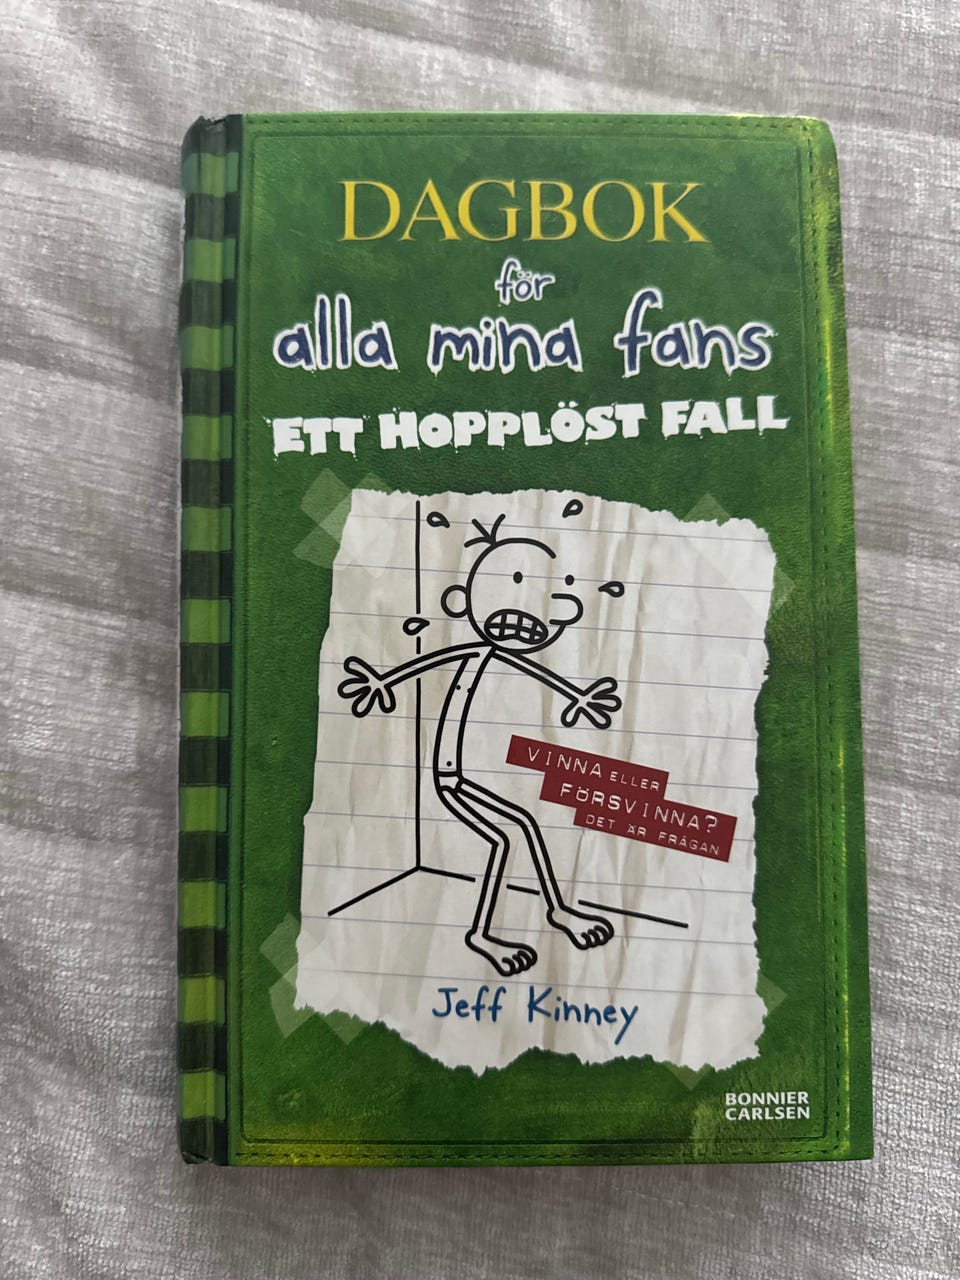 DAGBOK
för
alla mina fans
ETT HOPPLÖST FALL
VINNA ELLER
FÖRSVINNA?
DET ÄR FRÅGAN
Jeff Kinney
BONNIER
CARLSEN